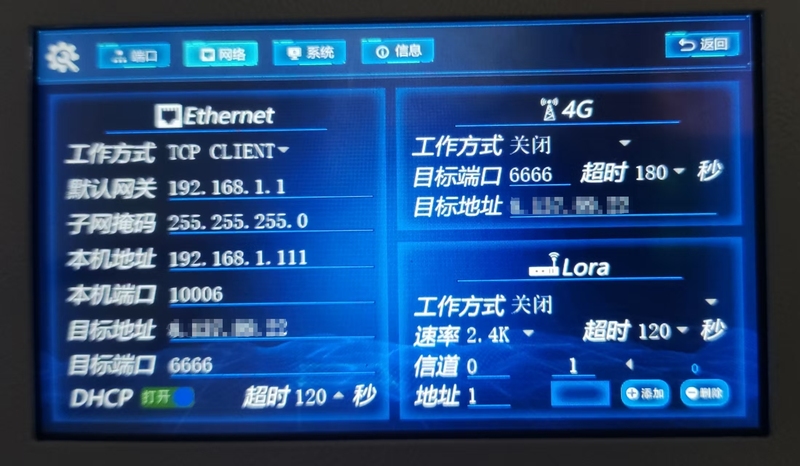 端口 网络 系统 信息 返回
Ethernet
工作方式 TCP CLIENT
默认网关 192.168.1.1
子网掩码 255.255.255.0
本机地址 192.168.1.111
本机端口 10006
目标地址
目标端口 6666
DHCP 打开 超时 120 秒
4G
工作方式 关闭
目标端口 6666 超时 180 秒
目标地址
Lora
工作方式 关闭
速率 2.4K 超时 120 秒
信道 0 1 0
地址 1 添加 删除